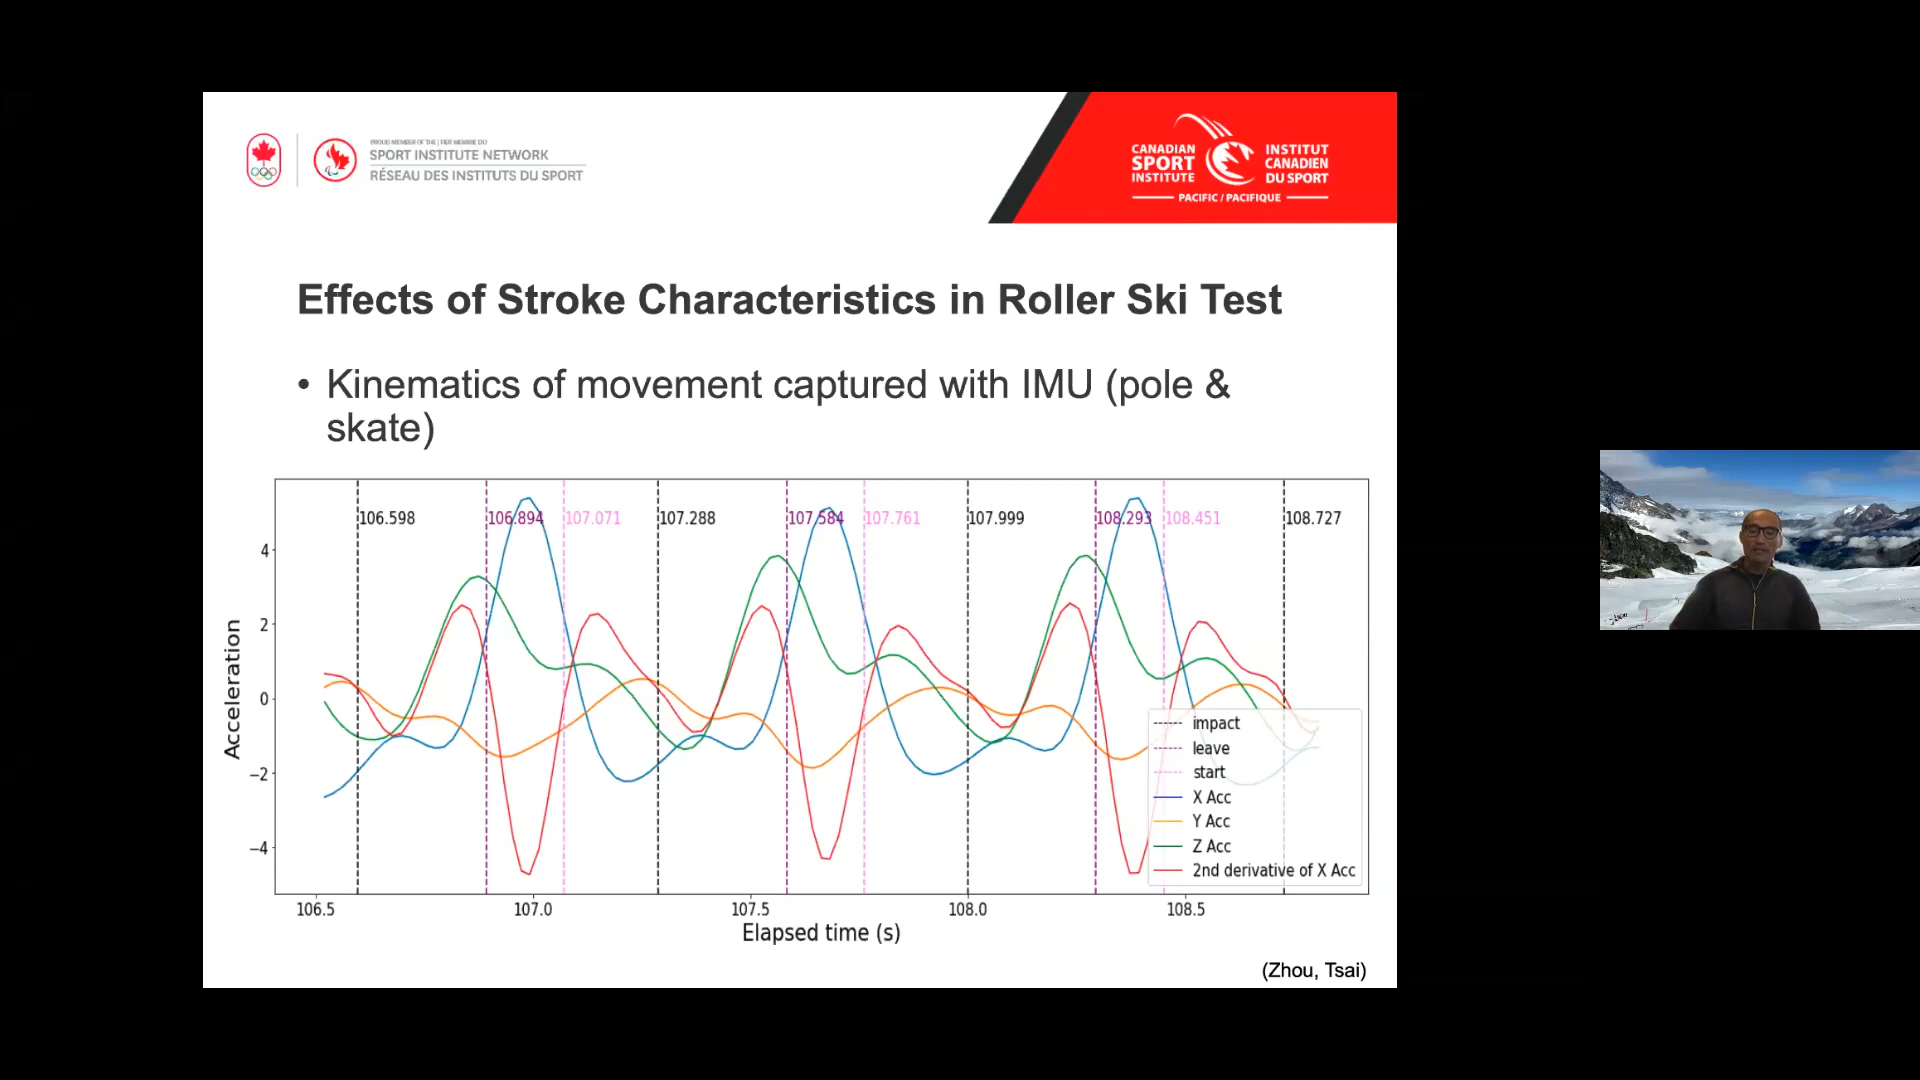 PROUD MEMBER OF THE | FIER MEMBRE DU
SPORT INSTITUTE NETWORK
RÉSEAU DES INSTITUTS DU SPORT
CANADIAN
SPORT
INSTITUTE
INSTITUT
CANADIEN
DU SPORT
PACIFIC / PACIFIQUE
Effects of Stroke Characteristics in Roller Ski Test
• Kinematics of movement captured with IMU (pole &
skate)
106.598 106.894 107.071 107.288 107.584 107.761 107.999 108.293 108.451 108.727
4
2
0
−2
−4
Acceleration
impact
leave
start
X Acc
Y Acc
Z Acc
2nd derivative of X Acc
106.5 107.0 107.5 108.0 108.5
Elapsed time (s)
(Zhou, Tsai)